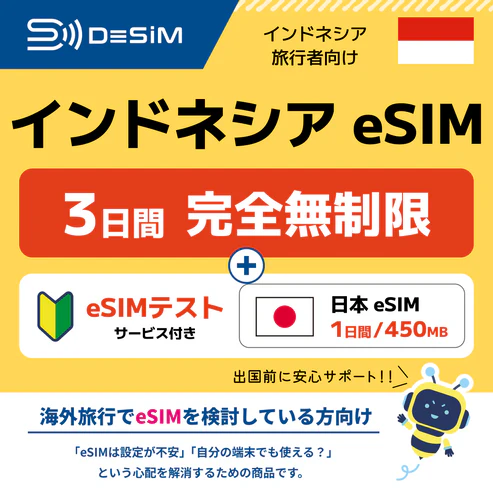 DESiM
インドネシア
旅行者向け
インドネシア eSIM
3日間 完全無制限
+
eSIMテスト
サービス付き
日本 eSIM
1日間/450MB
出国前に安心サポート!!
海外旅行でeSIMを検討している方向け
「eSIMは設定が不安」「自分の端末でも使える?」
という心配を解消するための商品です。